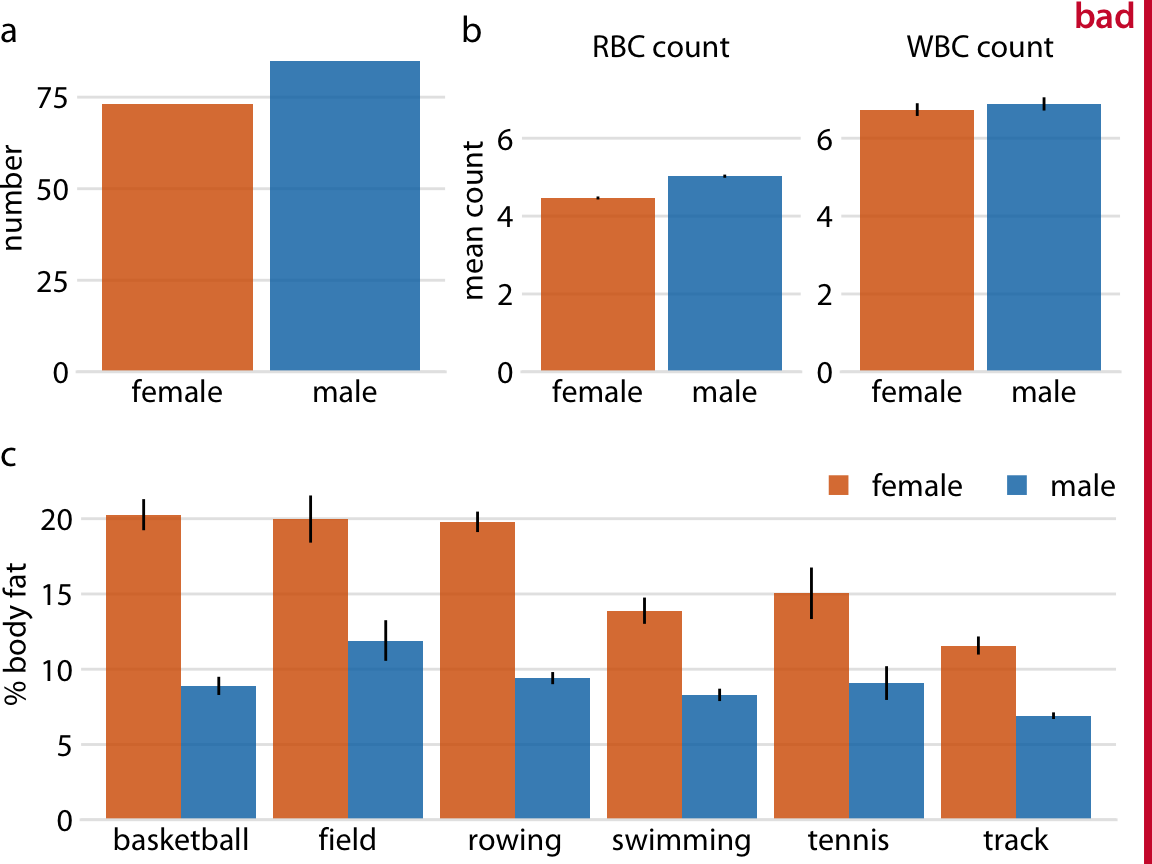 bad
a
75
50
25
0
number
female male
b
RBC count WBC count
mean count
6
4
2
0
female male
6
4
2
0
female male
c
female male
% body fat
20
15
10
5
0
basketball field rowing swimming tennis track